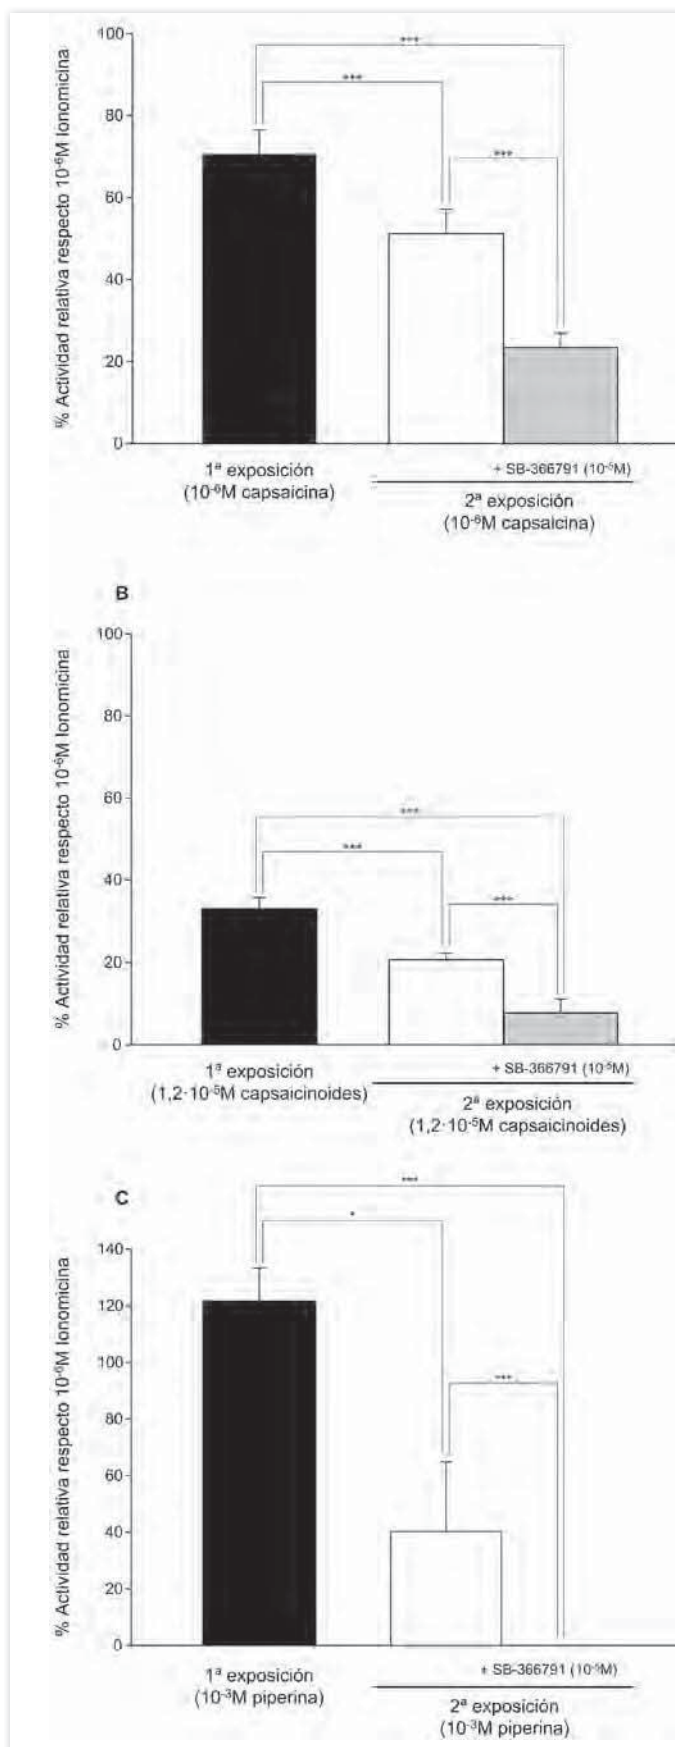 % Actividad relativa respecto 10⁻⁶M Ionomicina
100
80
60
40
20
0
***
***
***
1ª exposición
(10⁻⁶M capsaicina)
+ SB-366791 (10⁻⁵M)
2ª exposición
(10⁻⁶M capsaicina)
B
% Actividad relativa respecto 10⁻⁶M Ionomicina
100
80
60
40
20
0
***
***
***
1ª exposición
(1,2·10⁻⁵M capsaicinoides)
+ SB-366791 (10⁻⁵M)
2ª exposición
(1,2·10⁻⁵M capsaicinoides)
C
% Actividad relativa respecto 10⁻⁶M Ionomicina
140
120
100
80
60
40
20
0
***
*
***
1ª exposición
(10⁻³M piperina)
+ SB-366791 (10⁻⁵M)
2ª exposición
(10⁻³M piperina)